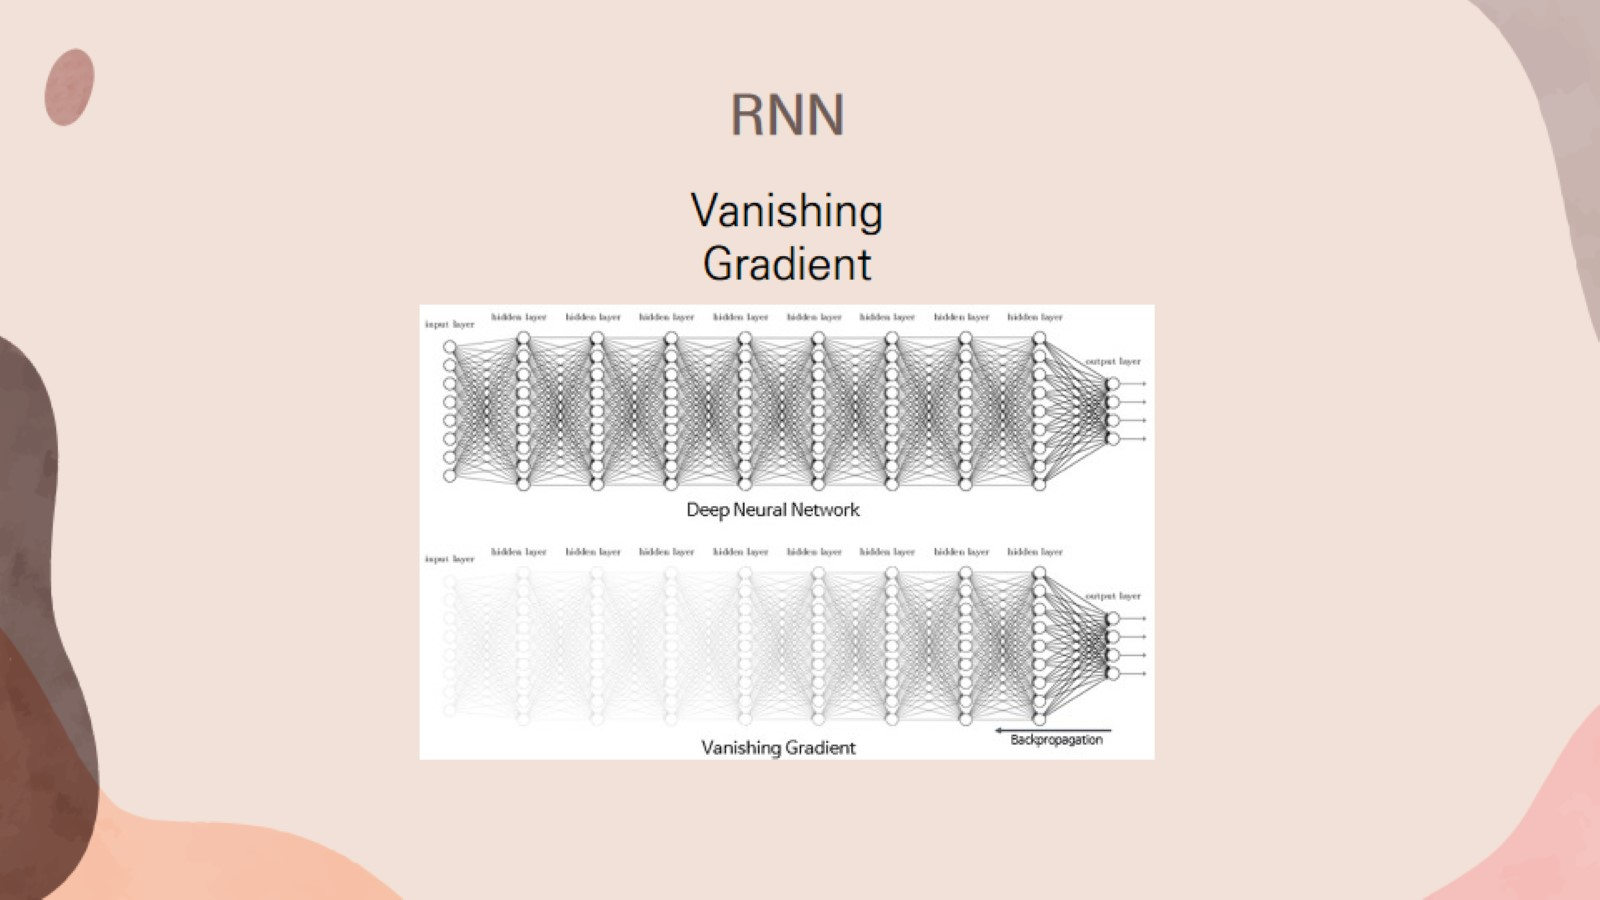 RNN
Vanishing
Gradient
input layer hidden layer hidden layer hidden layer hidden layer hidden layer hidden layer hidden layer hidden layer
output layer
Deep Neural Network
input layer hidden layer hidden layer hidden layer hidden layer hidden layer hidden layer hidden layer hidden layer
output layer
Backpropagation
Vanishing Gradient